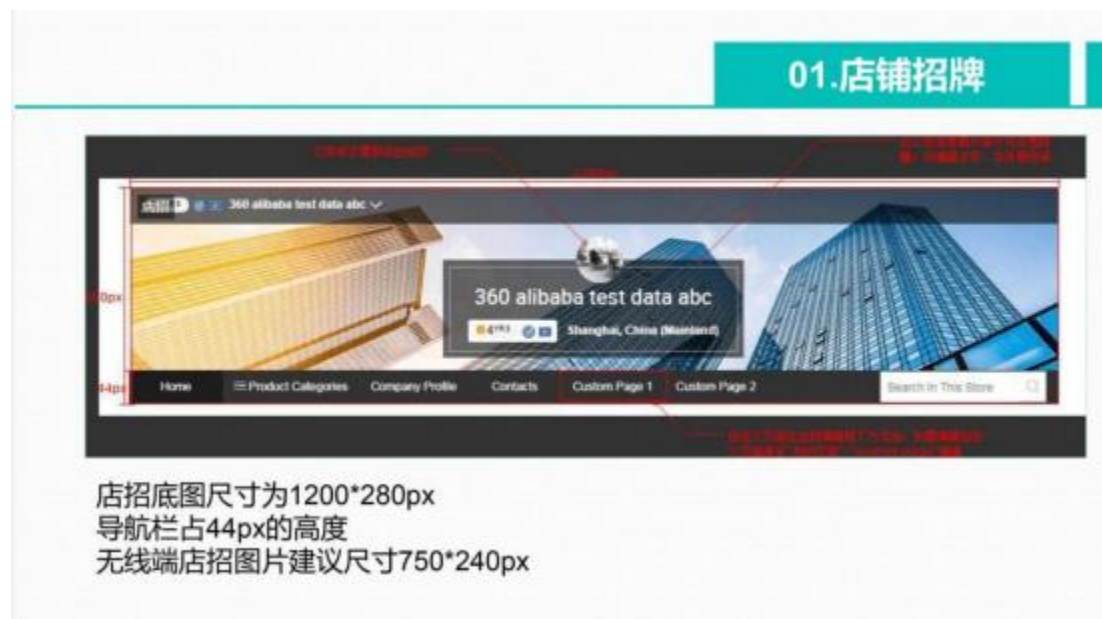 01.店铺招牌
店招
360 alibaba test data abc
360 alibaba test data abc
4YRS
Shanghai, China (Mainland)
44px
Home
Product Categories
Company Profile
Contacts
Custom Page 1
Custom Page 2
Search In This Store
店招底图尺寸为1200*280px
导航栏占44px的高度
无线端店招图片建议尺寸750*240px